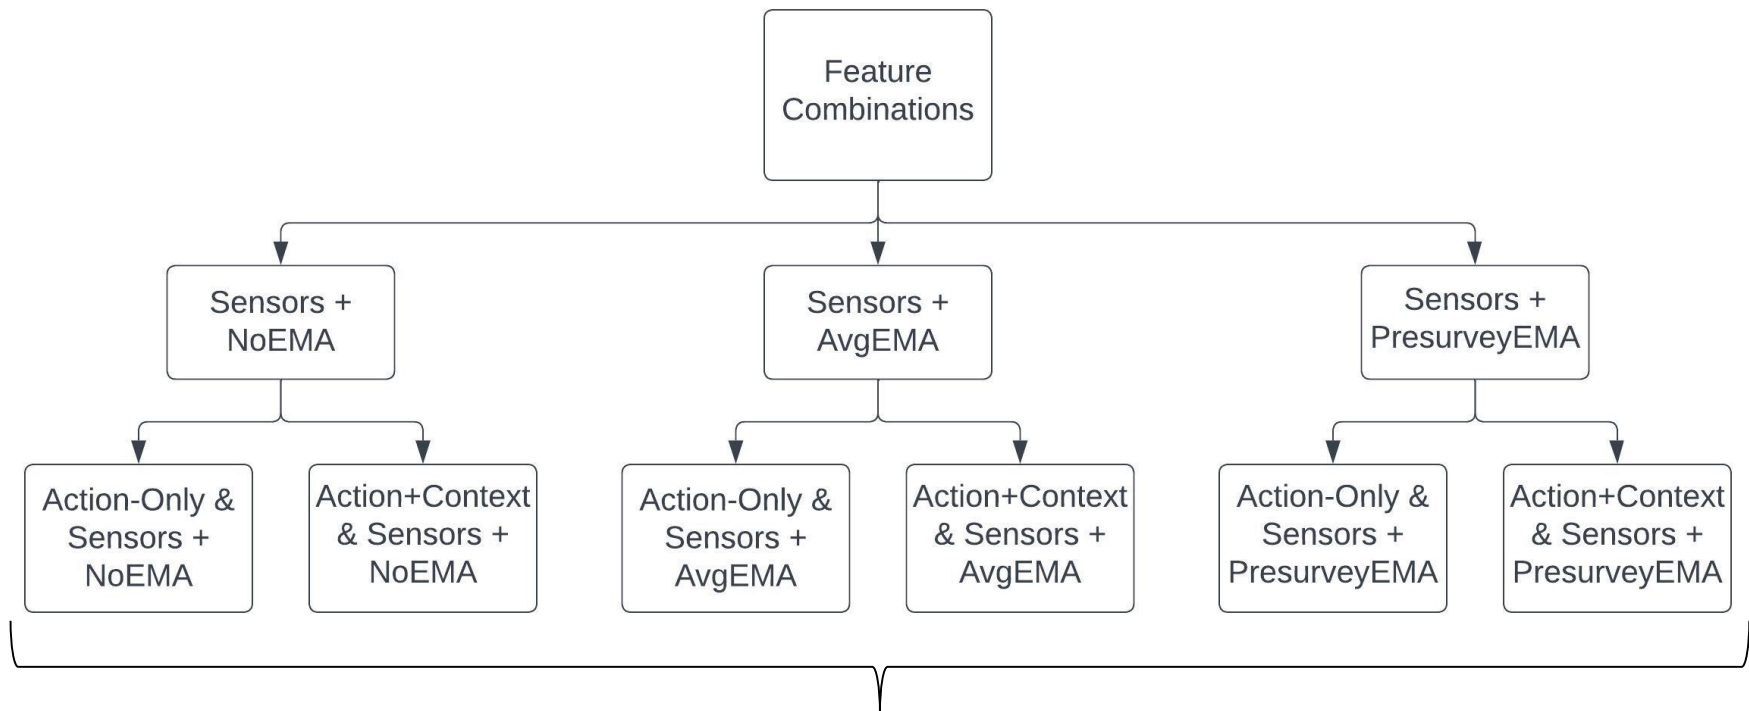 Feature
Combinations
Sensors +
NoEMA
Sensors +
AvgEMA
Sensors +
PresurveyEMA
Action-Only &
Sensors +
NoEMA
Action+Context
& Sensors +
NoEMA
Action-Only &
Sensors +
AvgEMA
Action+Context
& Sensors +
AvgEMA
Action-Only &
Sensors +
PresurveyEMA
Action+Context
& Sensors +
PresurveyEMA